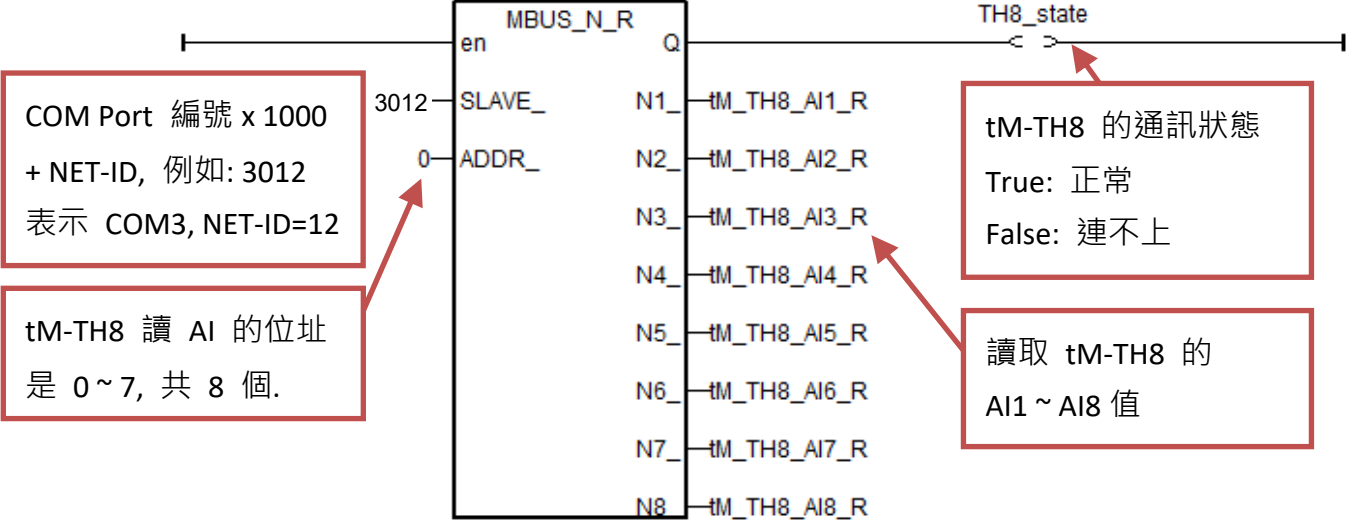 MBUS_N_R
TH8_state
en
Q
COM Port 編號 x 1000
+ NET-ID, 例如: 3012
表示 COM3, NET-ID=12
3012
SLAVE_
N1_
tM_TH8_AI1_R
0
ADDR_
N2_
tM_TH8_AI2_R
N3_
tM_TH8_AI3_R
N4_
tM_TH8_AI4_R
N5_
tM_TH8_AI5_R
N6_
tM_TH8_AI6_R
N7_
tM_TH8_AI7_R
N8_
tM_TH8_AI8_R
tM-TH8 的通訊狀態
True: 正常
False: 連不上
tM-TH8 讀 AI 的位址
是 0 ~ 7, 共 8 個.
讀取 tM-TH8 的
AI1 ~ AI8 值